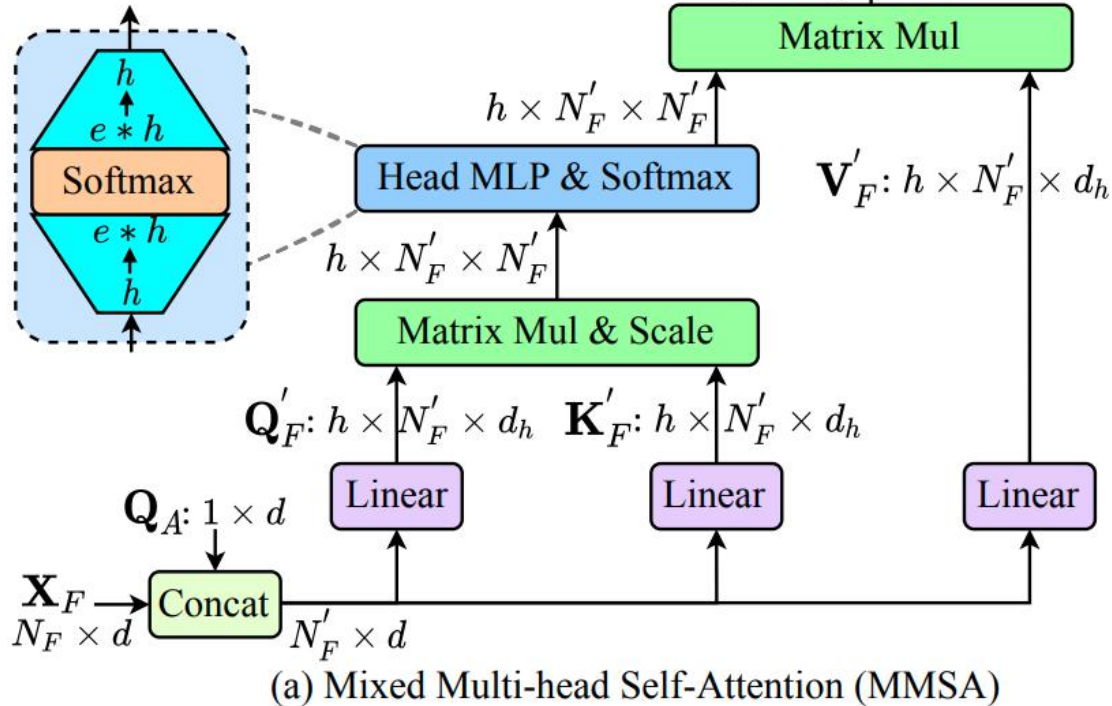 Matrix Mul
h
e * h
Softmax
e * h
h
h × N'_F × N'_F
Head MLP & Softmax
V'_F: h × N'_F × d_h
h × N'_F × N'_F
Matrix Mul & Scale
Q'_F: h × N'_F × d_h
K'_F: h × N'_F × d_h
Linear
Linear
Linear
Q_A: 1 × d
X_F
N_F × d
Concat
N'_F × d
(a) Mixed Multi-head Self-Attention (MMSA)